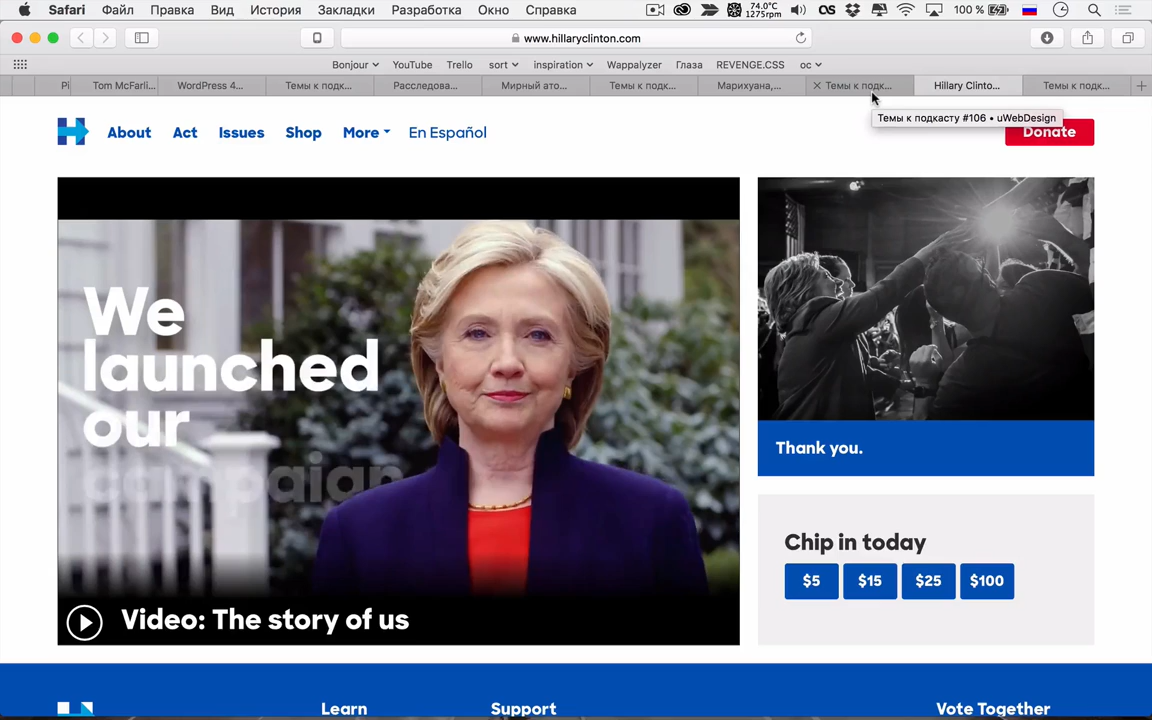 Safari Файл Правка Вид История Закладки Разработка Окно Справка 74.0°C 1275rpm 100 %
www.hillaryclinton.com
Bonjour YouTube Trello sort inspiration Wappalyzer Глаза REVENGE.CSS ос
Pi Tom McFarli... WordPress 4... Темы к подк... Расследова... Мирный ато... Темы к подк... Марихуана,... Темы к подк... Hillary Clinto... Темы к подк...
Темы к подкасту #106 • uWebDesign
H About Act Issues Shop More En Español Donate
We
launched
our
campaign
Video: The story of us
Thank you.
Chip in today
$5 $15 $25 $100
Learn Support Vote Together